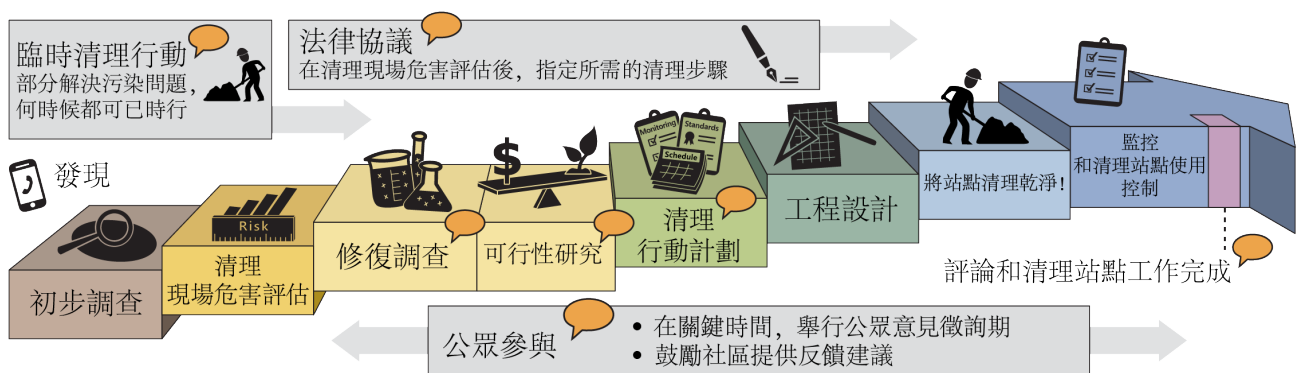 臨時清理行動
部分解決污染問題,
何時候都可已時行
法律協議
在清理現場危害評估後，指定所需的清理步驟
發現
初步調查
Risk
清理
現場危害評估
修復調查
$
可行性研究
Monitoring
Standards
Schedule
清理
行動計劃
工程設計
將站點清理乾淨!
監控
和清理站點使用
控制
評論和清理站點工作完成
公眾參與
• 在關鍵時間，舉行公眾意見徵詢期
• 鼓勵社區提供反饋建議